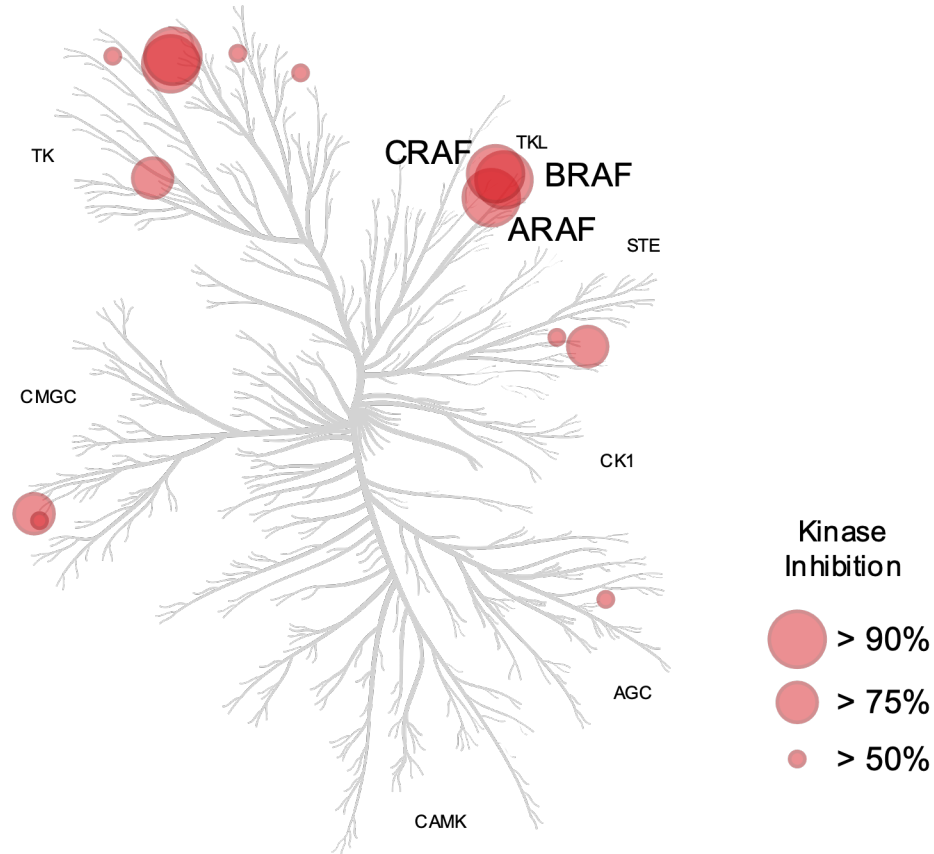 CRAF
TKL
TK
BRAF
ARAF
STE
CMGC
CK1
Kinase
Inhibition
> 90%
> 75%
> 50%
AGC
CAMK